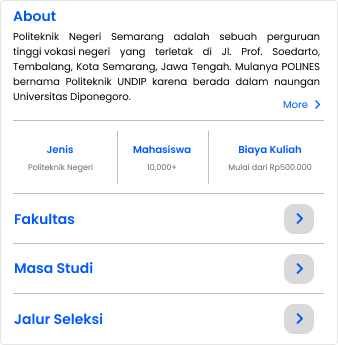 About
Politeknik Negeri Semarang adalah sebuah perguruan
tinggi vokasi negeri yang terletak di Jl. Prof. Soedarto,
Tembalang, Kota Semarang, Jawa Tengah. Mulanya POLINES
bernama Politeknik UNDIP karena berada dalam naungan
Universitas Diponegoro.
More
Jenis
Politeknik Negeri
Mahasiswa
10,000+
Biaya Kuliah
Mulai dari Rp500.000
Fakultas
Masa Studi
Jalur Seleksi